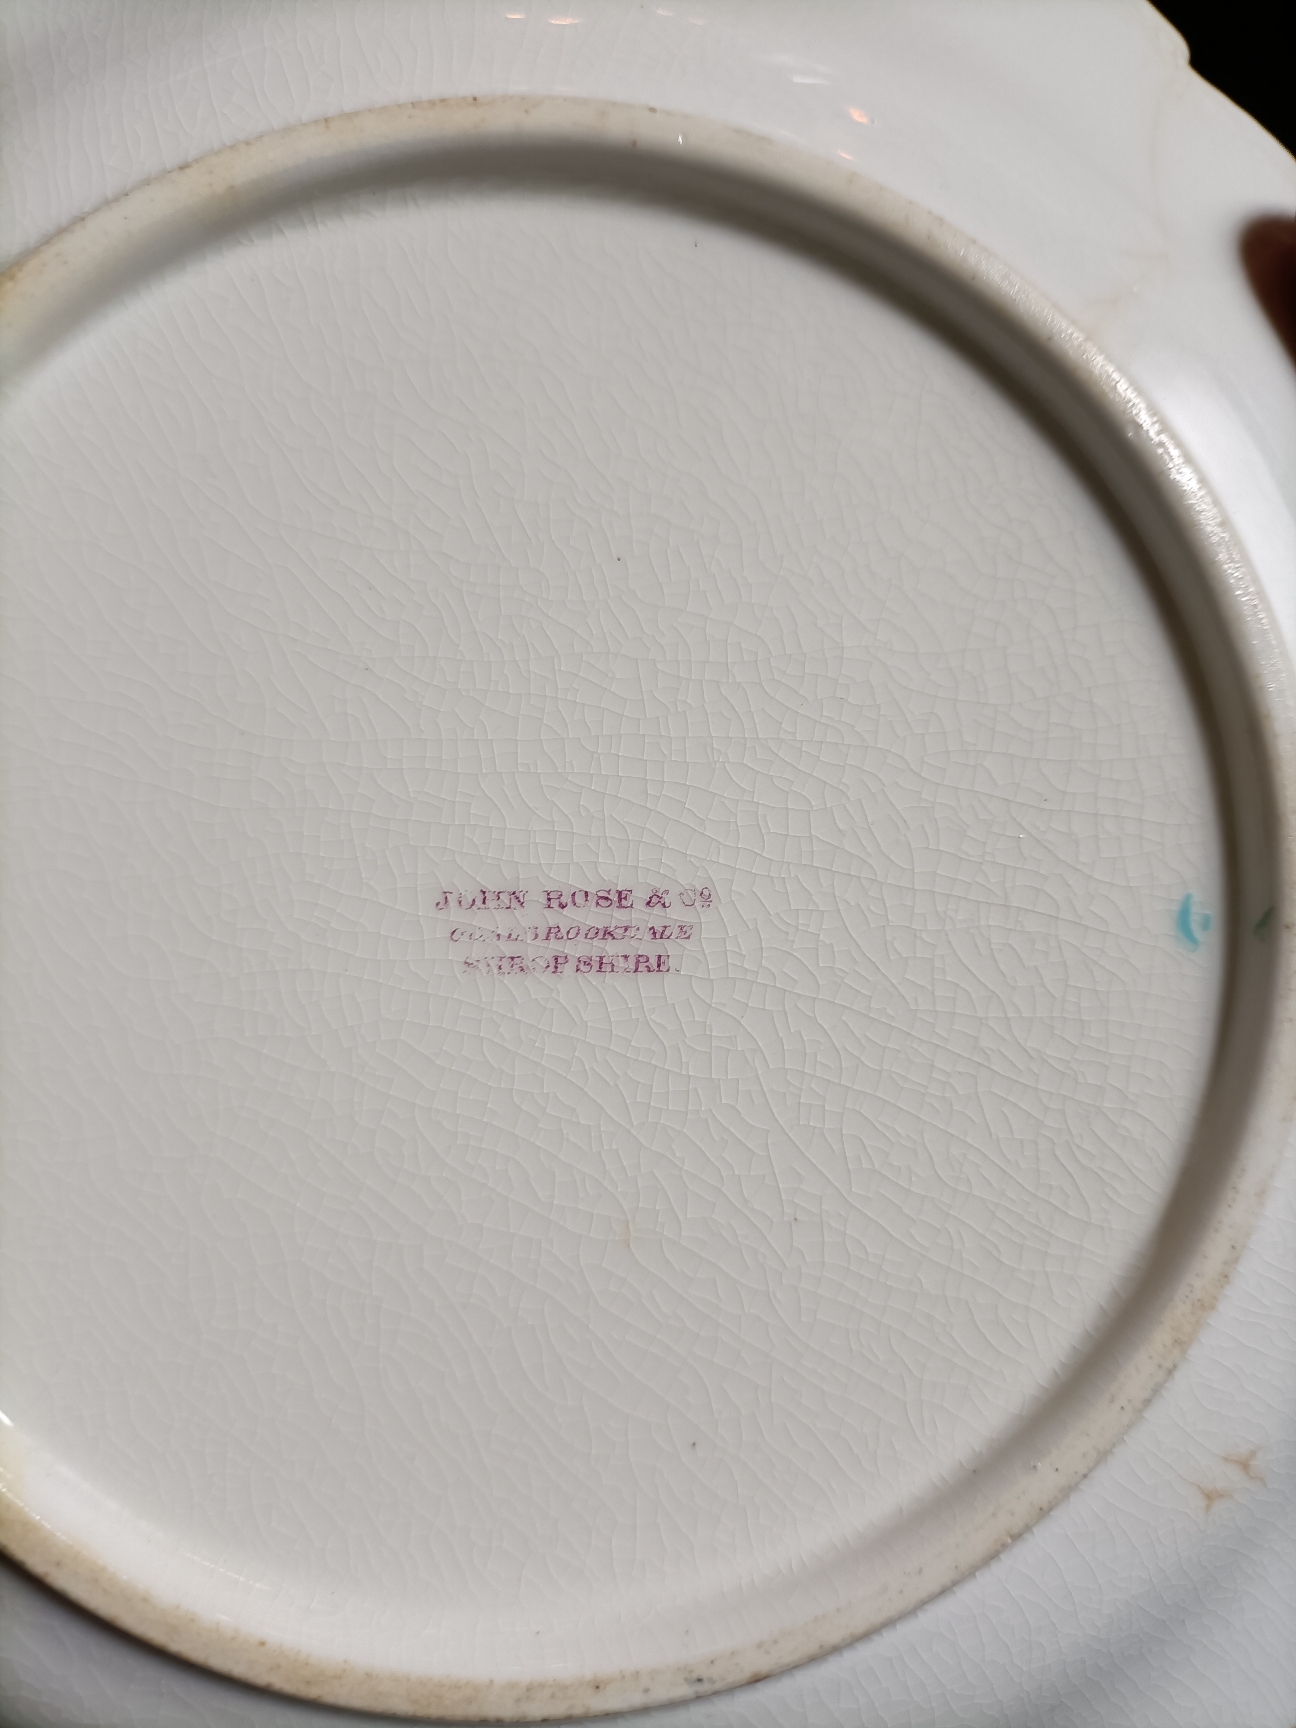 JOHN ROSE & Cº
COALBROOKDALE
SHROPSHIRE.